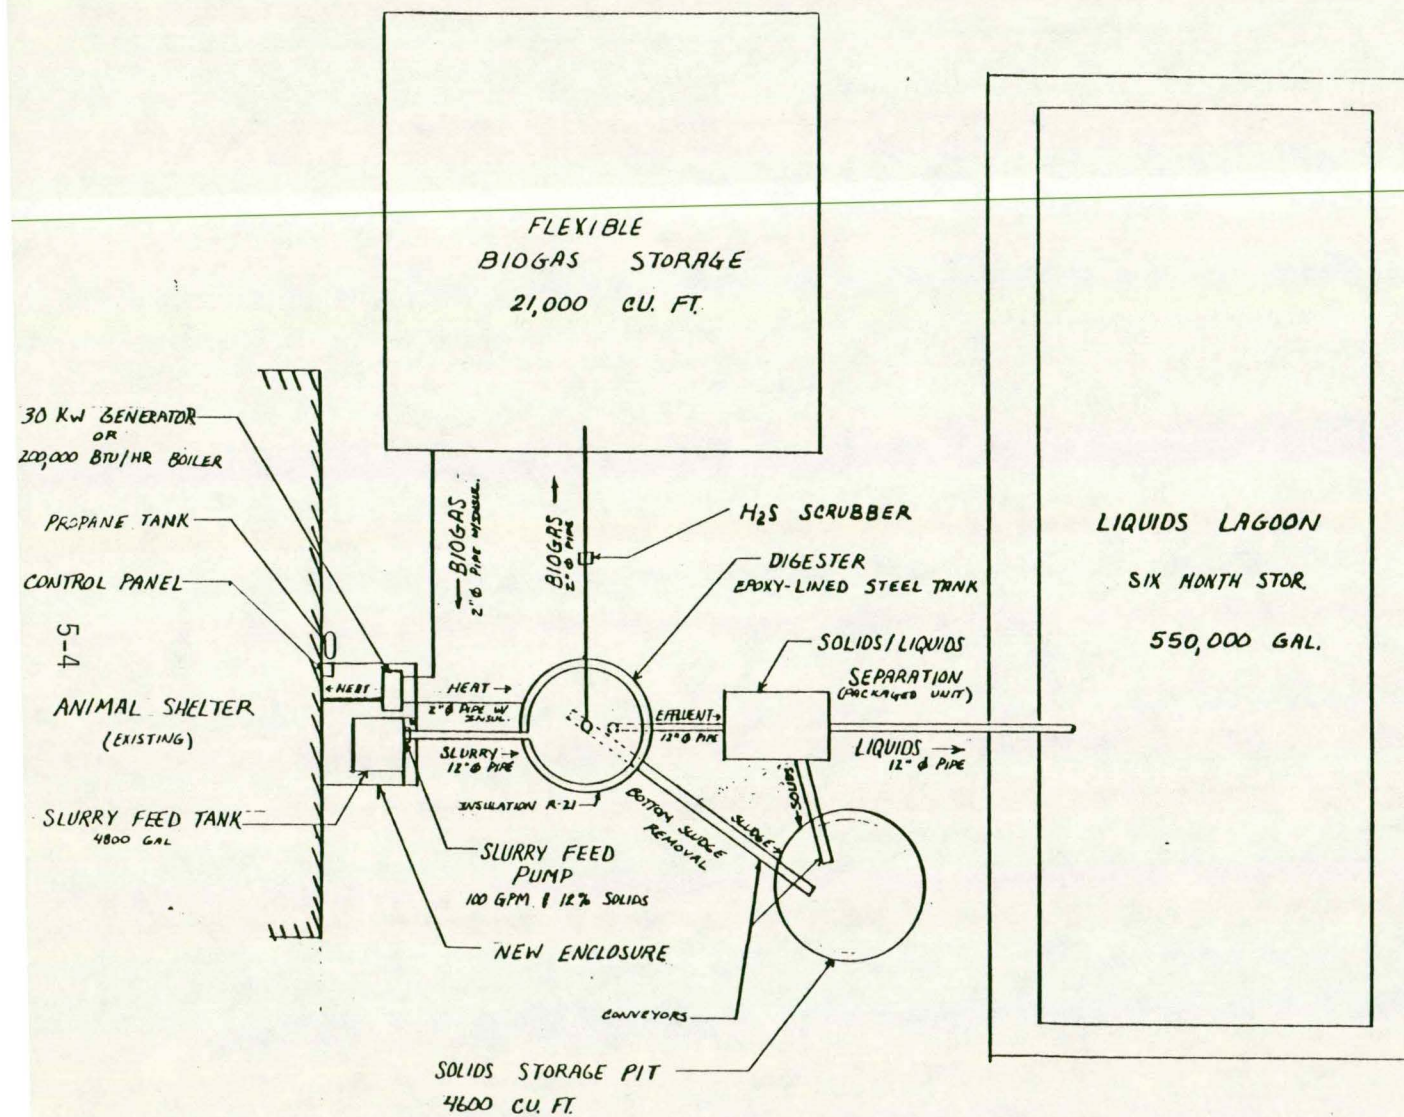 FLEXIBLE
BIOGAS STORAGE
21,000 CU. FT.
30 KW GENERATOR
OR
200,000 BTU/HR BOILER
PROPANE TANK
CONTROL PANEL
5-4
ANIMAL SHELTER
(EXISTING)
SLURRY FEED TANK
4800 GAL
← HEAT
← BIOGAS
2" Ø PIPE W/INSUL.
BIOGAS →
2" Ø PIPE
H₂S SCRUBBER
DIGESTER
EPOXY-LINED STEEL TANK
HEAT →
2" Ø PIPE W
INSUL.
SLURRY →
12" Ø PIPE
INSULATION R-21
EFFLUENT→
12" Ø PIPE
SOLIDS/LIQUIDS
SEPARATION
(PACKAGED UNIT)
LIQUIDS →
12" Ø PIPE
SOLIDS →
SLUDGE →
BOTTOM SLUDGE
REMOVAL
SLURRY FEED
PUMP
100 GPM @ 12% SOLIDS
NEW ENCLOSURE
CONVEYORS
SOLIDS STORAGE PIT
4600 CU. FT.
LIQUIDS LAGOON
SIX MONTH STOR.
550,000 GAL.